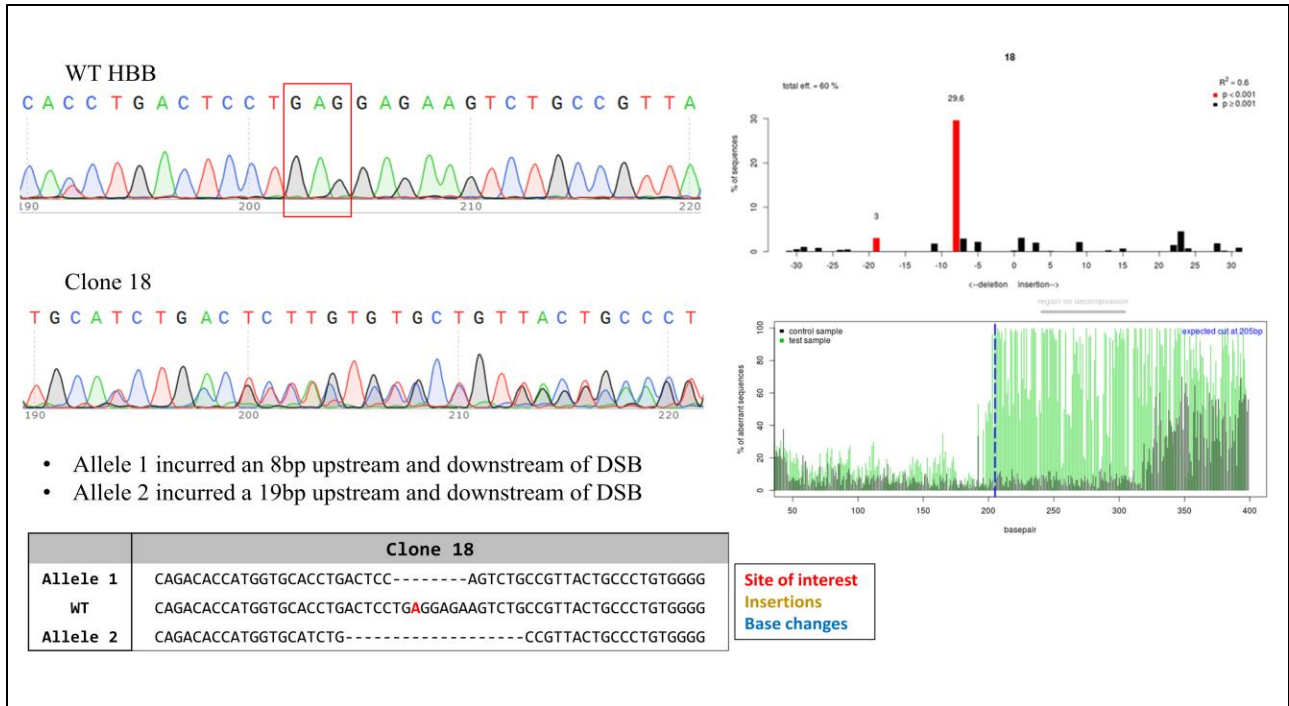 WT HBB
C A C C T G A C T C C T G A G G A G A A G T C T G C C G T T A
190 200 210 220
Clone 18
T G C A T C T G A C T C T T G T G T G C T G T T A C T G C C C T
190 200 210 220
• Allele 1 incurred an 8bp upstream and downstream of DSB
• Allele 2 incurred a 19bp upstream and downstream of DSB
Clone 18
Allele 1 CAGACACCATGGTGCACCTGACTCC--------AGTCTGCCGTTACTGCCCTGTGGGG
WT CAGACACCATGGTGCACCTGACTCCTGAGGAGAAGTCTGCCGTTACTGCCCTGTGGGG
Allele 2 CAGACACCATGGTGCATCTG-------------------CCGTTACTGCCCTGTGGGG
Site of interest
Insertions
Base changes
18
total eff. = 60 %
R² = 0.6
p < 0.001
p ≥ 0.001
29.6
3
% of sequences
0 10 20 30
-30 -25 -20 -15 -10 -5 0 5 10 15 20 25 30
<--deletion insertion-->
region for decomposition
control sample
test sample
expected cut at 205bp
% of aberrant sequences
0 20 40 60 80 100
50 100 150 200 250 300 350 400
basepair